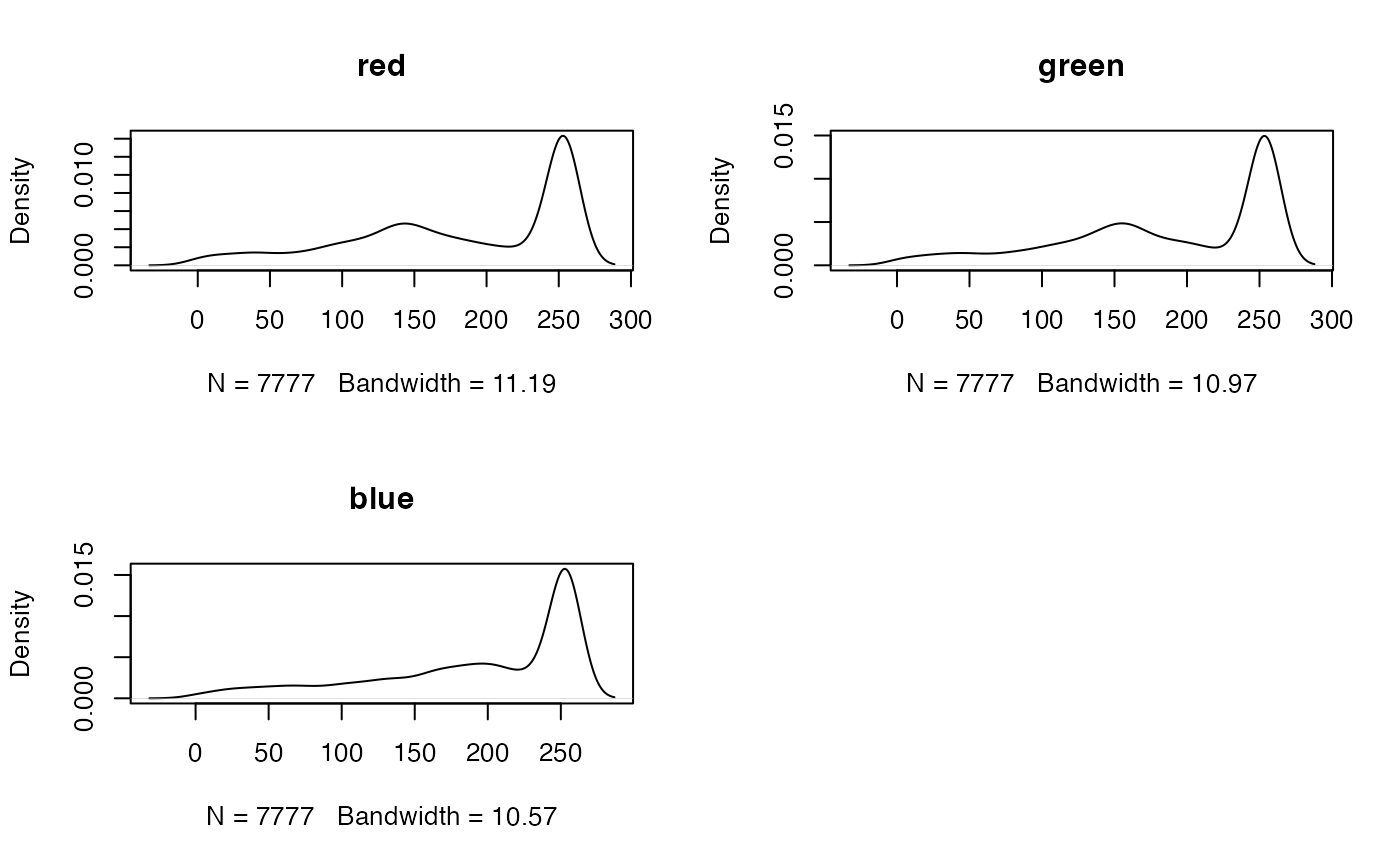 red
Density
0.000 0.010
0 50 100 150 200 250 300
N = 7777 Bandwidth = 11.19
green
Density
0.000 0.015
0 50 100 150 200 250 300
N = 7777 Bandwidth = 10.97
blue
Density
0.000 0.015
0 50 100 150 200 250
N = 7777 Bandwidth = 10.57